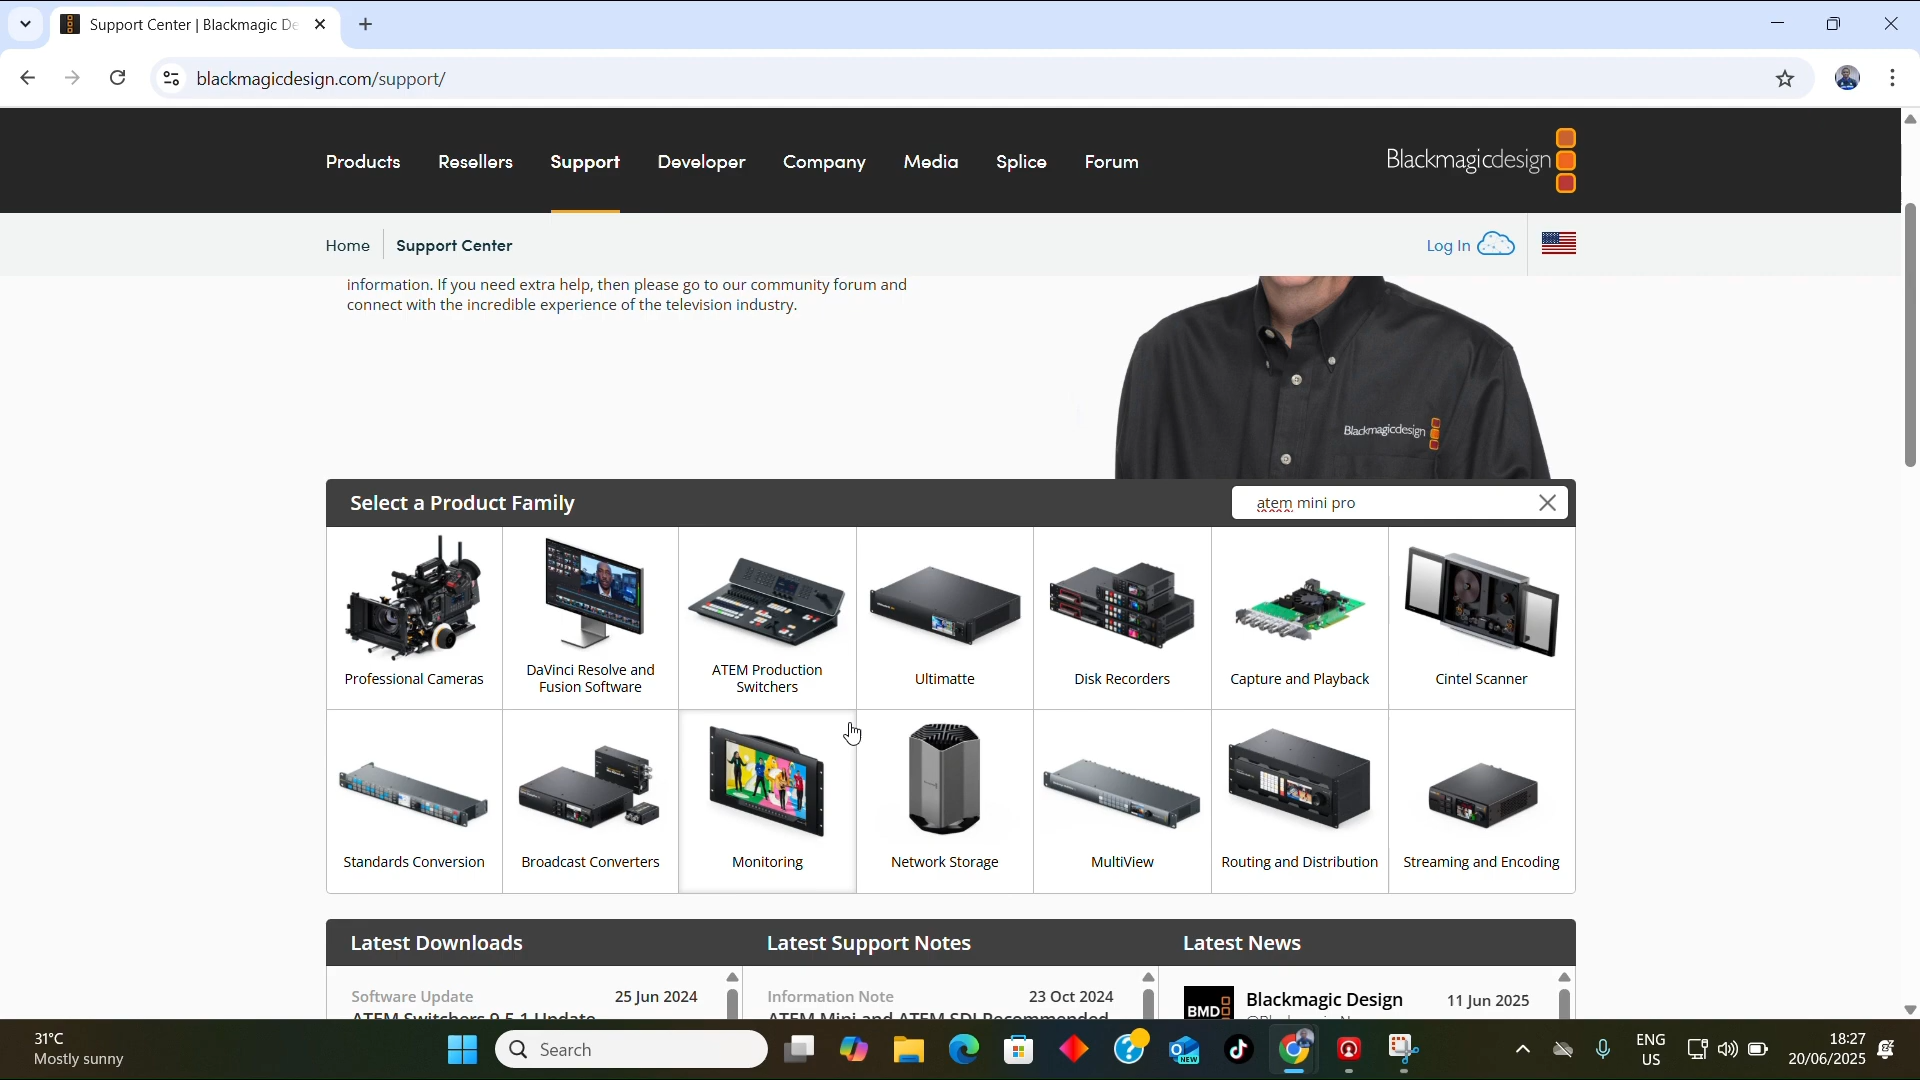 Support Center | Blackmagic De
blackmagicdesign.com/support/
Products Resellers Support Developer Company Media Splice Forum
Blackmagicdesign
Home Support Center
Log In
information. If you need extra help, then please go to our community forum and
connect with the incredible experience of the television industry.
Blackmagicdesign
Select a Product Family
atem mini pro
Professional Cameras
DaVinci Resolve and
Fusion Software
ATEM Production
Switchers
Ultimatte
Disk Recorders
Capture and Playback
Cintel Scanner
Standards Conversion
Broadcast Converters
Monitoring
Network Storage
MultiView
Routing and Distribution
Streaming and Encoding
Latest Downloads
Latest Support Notes
Latest News
Software Update 25 Jun 2024
ATEM Switchers 9.5.1 Update
Information Note 23 Oct 2024
ATEM Mini and ATEM SDI Recommended
BMD
Blackmagic Design 11 Jun 2025
31°C
Mostly sunny
Search
NEW
ENG
US
18:27
20/06/2025